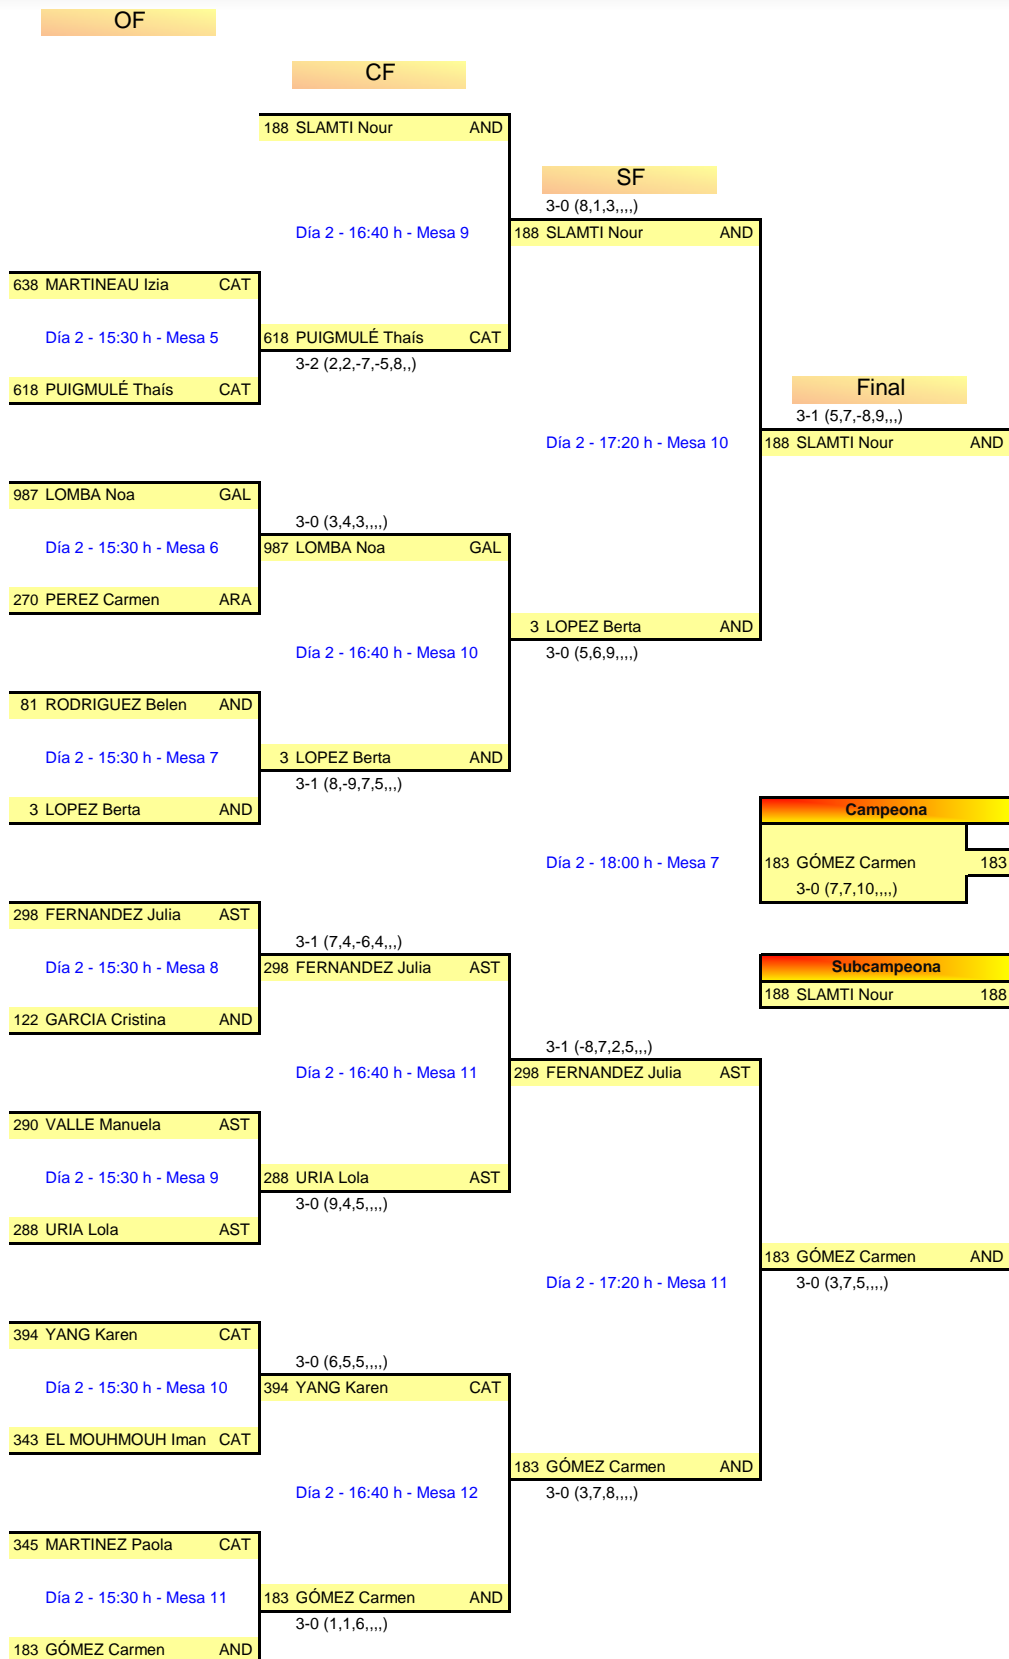 OF
CF
188 SLAMTI Nour AND
SF
3-0 (8,1,3,,,,)
Día 2 - 16:40 h - Mesa 9
188 SLAMTI Nour AND
638 MARTINEAU Izia CAT
Día 2 - 15:30 h - Mesa 5
618 PUIGMULÉ Thaís CAT
3-2 (2,2,-7,-5,8,,)
618 PUIGMULÉ Thaís CAT
Final
3-1 (5,7,-8,9,,,)
Día 2 - 17:20 h - Mesa 10
188 SLAMTI Nour AND
987 LOMBA Noa GAL
3-0 (3,4,3,,,,)
Día 2 - 15:30 h - Mesa 6
987 LOMBA Noa GAL
270 PEREZ Carmen ARA
3 LOPEZ Berta AND
Día 2 - 16:40 h - Mesa 10
3-0 (5,6,9,,,,)
81 RODRIGUEZ Belen AND
Día 2 - 15:30 h - Mesa 7
3 LOPEZ Berta AND
3-1 (8,-9,7,5,,,)
3 LOPEZ Berta AND
Campeona
Día 2 - 18:00 h - Mesa 7
183 GÓMEZ Carmen 183
3-0 (7,7,10,,,,)
298 FERNANDEZ Julia AST
3-1 (7,4,-6,4,,,)
Día 2 - 15:30 h - Mesa 8
298 FERNANDEZ Julia AST
Subcampeona
188 SLAMTI Nour 188
122 GARCIA Cristina AND
3-1 (-8,7,2,5,,,)
Día 2 - 16:40 h - Mesa 11
298 FERNANDEZ Julia AST
290 VALLE Manuela AST
Día 2 - 15:30 h - Mesa 9
288 URIA Lola AST
3-0 (9,4,5,,,,)
288 URIA Lola AST
183 GÓMEZ Carmen AND
Día 2 - 17:20 h - Mesa 11
3-0 (3,7,5,,,,)
394 YANG Karen CAT
3-0 (6,5,5,,,,)
Día 2 - 15:30 h - Mesa 10
394 YANG Karen CAT
343 EL MOUHMOUH Iman CAT
183 GÓMEZ Carmen AND
Día 2 - 16:40 h - Mesa 12
3-0 (3,7,8,,,,)
345 MARTINEZ Paola CAT
Día 2 - 15:30 h - Mesa 11
183 GÓMEZ Carmen AND
3-0 (1,1,6,,,,)
183 GÓMEZ Carmen AND